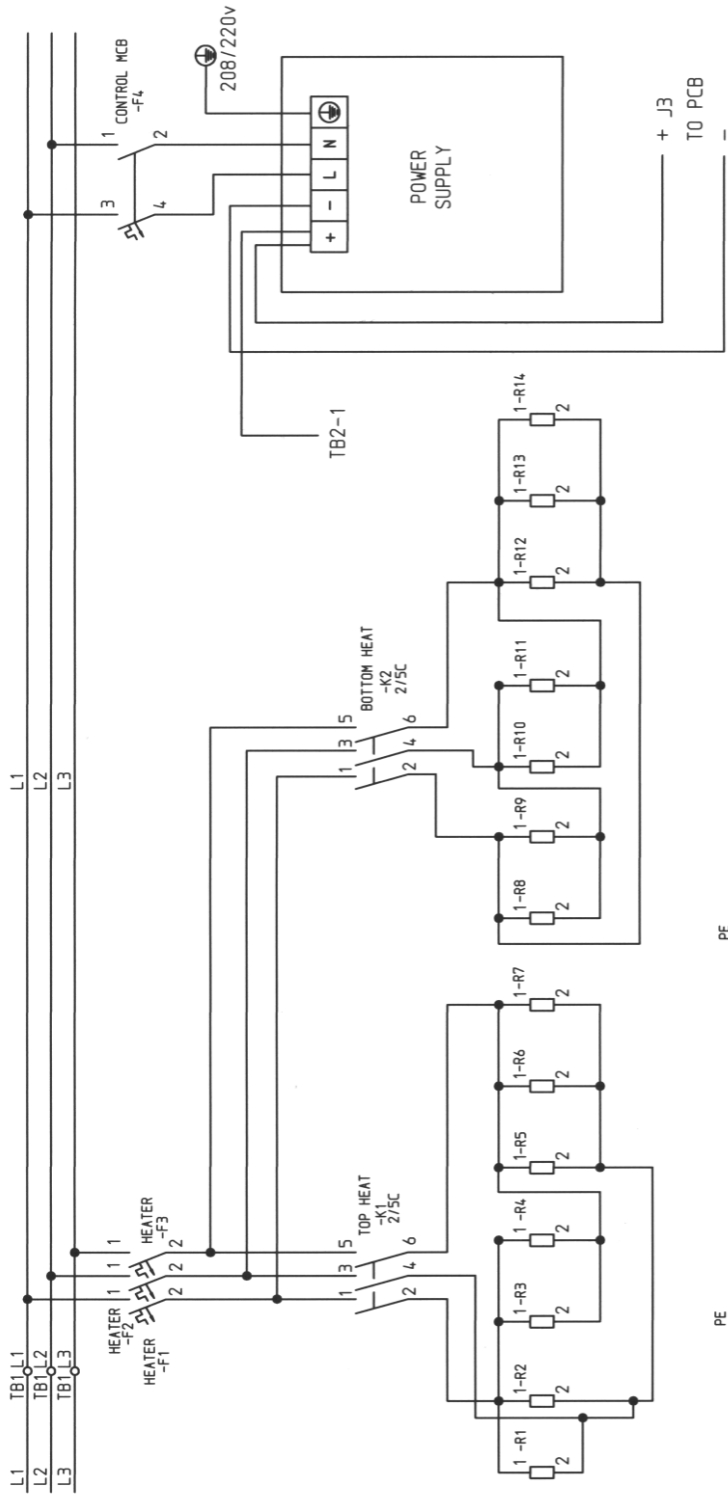 L1
L2
L3
TB1 L1
TB1 L2
TB1 L3
1
1
1
HEATER
-F3
HEATER
-F2
HEATER
-F1
2
2
2
TOP HEAT
-K1
2/5C
1
3
5
2
4
6
1-R1
2
1-R2
2
1-R3
2
1-R4
2
1-R5
2
1-R6
2
1-R7
2
PE
L1
L2
L3
BOTTOM HEAT
-K2
2/5C
1
3
5
2
4
6
1-R8
2
1-R9
2
1-R10
2
1-R11
2
1-R12
2
1-R13
2
1-R14
2
PE
CONTROL MCB
-F4
3
1
4
2
208/220v
+
-
L
N
POWER
SUPPLY
TB2-1
+ J3
TO PCB
-